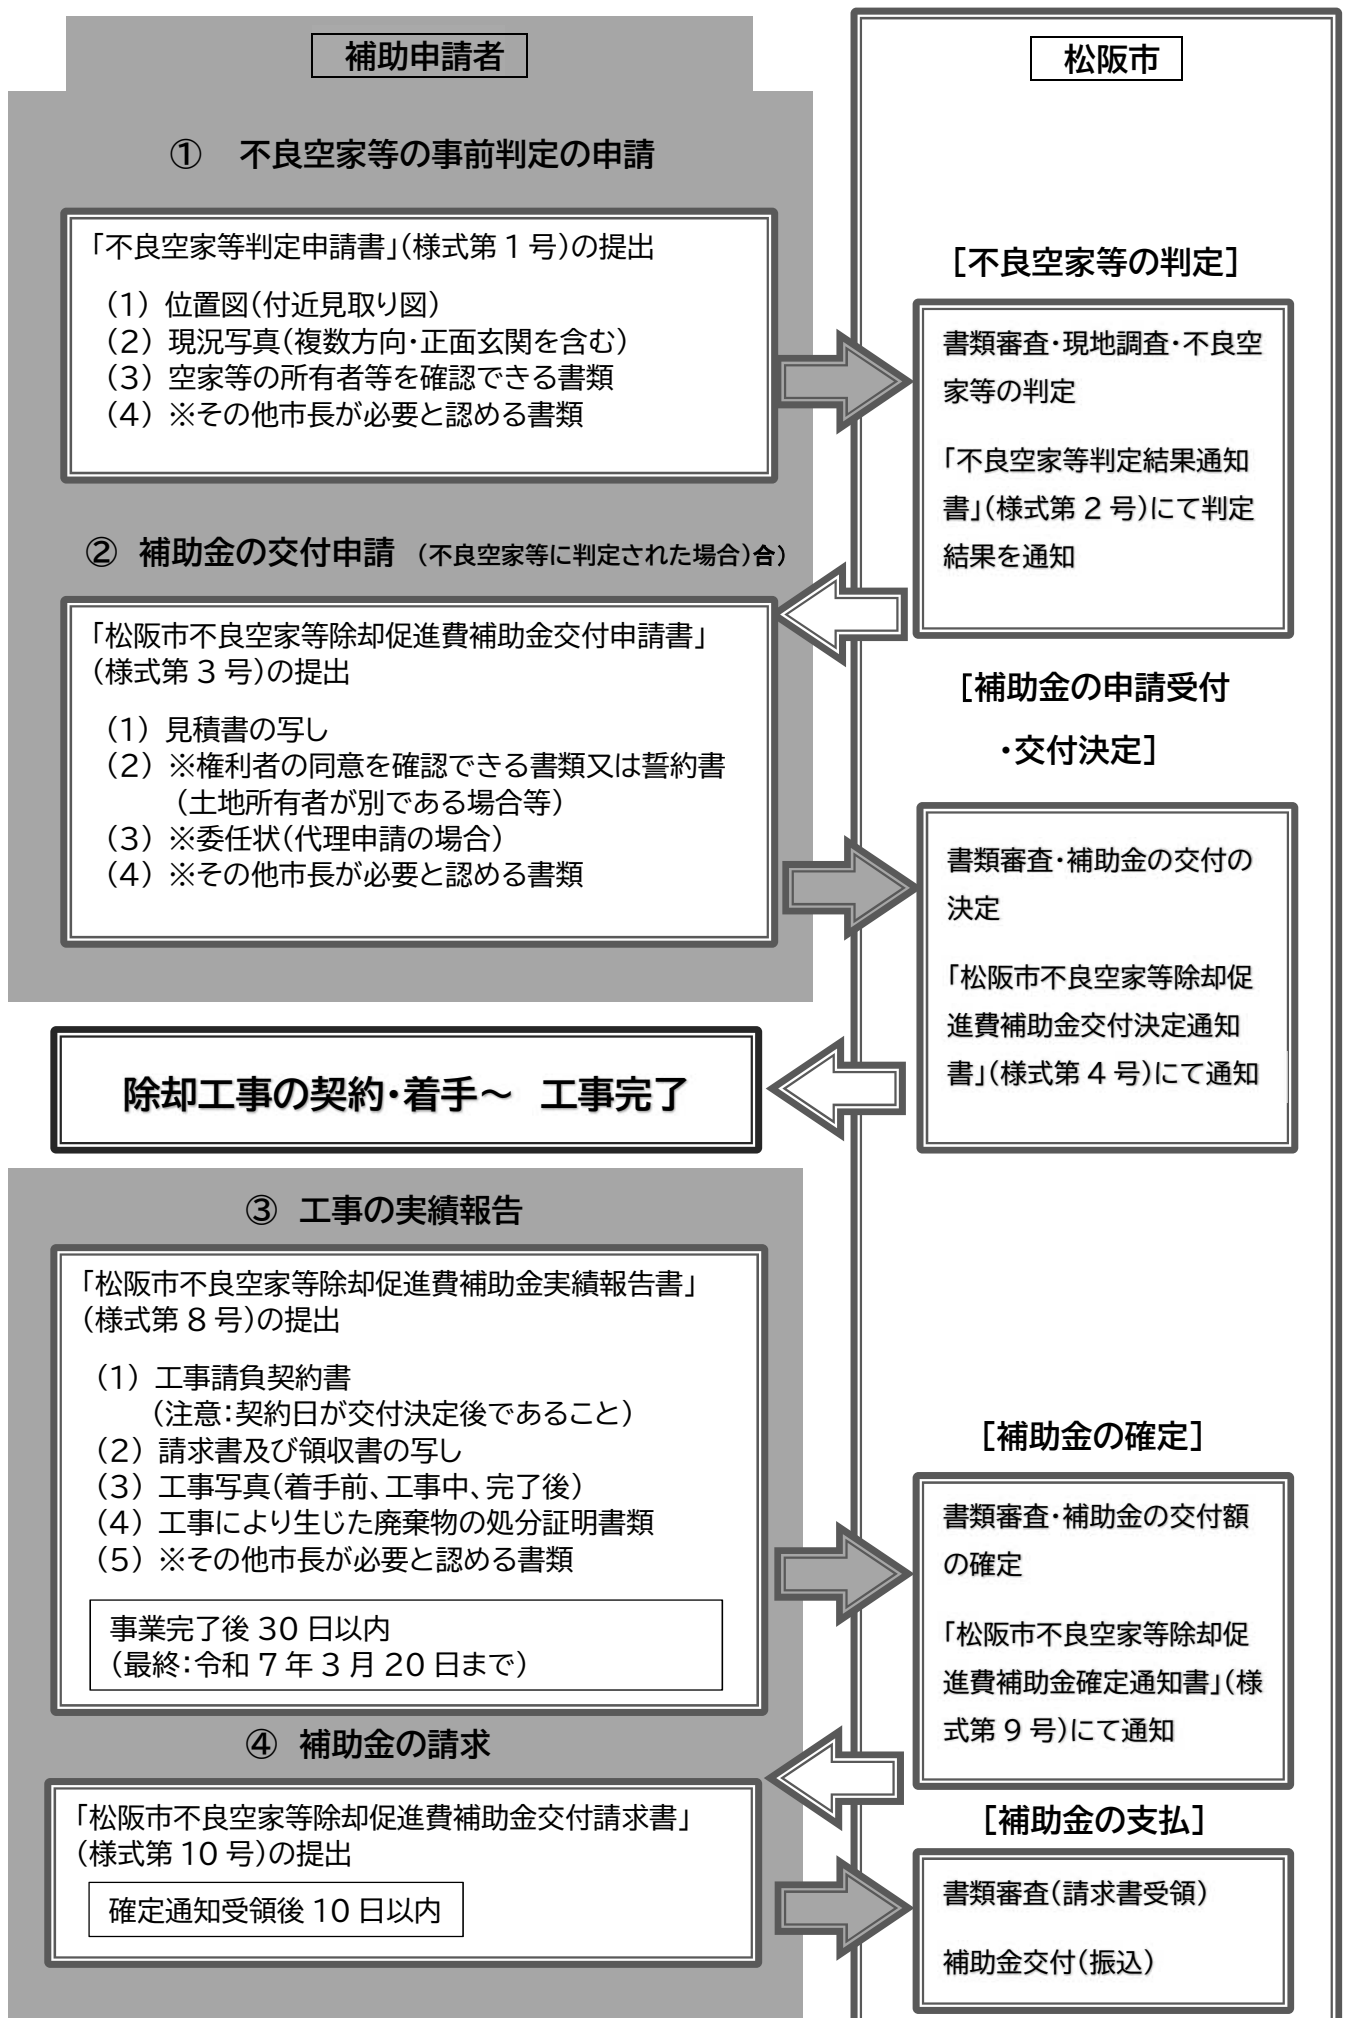 補助申請者
松阪市
① 不良空家等の事前判定の申請
「不良空家等判定申請書」(様式第1号)の提出
(1) 位置図(付近見取り図)
(2) 現況写真(複数方向・正面玄関を含む)
(3) 空家等の所有者等を確認できる書類
(4) ※その他市長が必要と認める書類
[不良空家等の判定]
書類審査・現地調査・不良空
家等の判定
「不良空家等判定結果通知
書」(様式第2号)にて判定
結果を通知
② 補助金の交付申請 (不良空家等に判定された場合)合)
「松阪市不良空家等除却促進費補助金交付申請書」
(様式第3号)の提出
(1) 見積書の写し
(2) ※権利者の同意を確認できる書類又は誓約書
(土地所有者が別である場合等)
(3) ※委任状(代理申請の場合)
(4) ※その他市長が必要と認める書類
[補助金の申請受付
・交付決定]
書類審査・補助金の交付の
決定
「松阪市不良空家等除却促
進費補助金交付決定通知
書」(様式第4号)にて通知
除却工事の契約・着手～ 工事完了
③ 工事の実績報告
「松阪市不良空家等除却促進費補助金実績報告書」
(様式第8号)の提出
(1) 工事請負契約書
(注意:契約日が交付決定後であること)
(2) 請求書及び領収書の写し
(3) 工事写真(着手前、工事中、完了後)
(4) 工事により生じた廃棄物の処分証明書類
(5) ※その他市長が必要と認める書類
事業完了後30日以内
(最終:令和7年3月20日まで)
[補助金の確定]
書類審査・補助金の交付額
の確定
「松阪市不良空家等除却促
進費補助金確定通知書」(様
式第9号)にて通知
④ 補助金の請求
「松阪市不良空家等除却促進費補助金交付請求書」
(様式第10号)の提出
確定通知受領後10日以内
[補助金の支払]
書類審査(請求書受領)
補助金交付(振込)